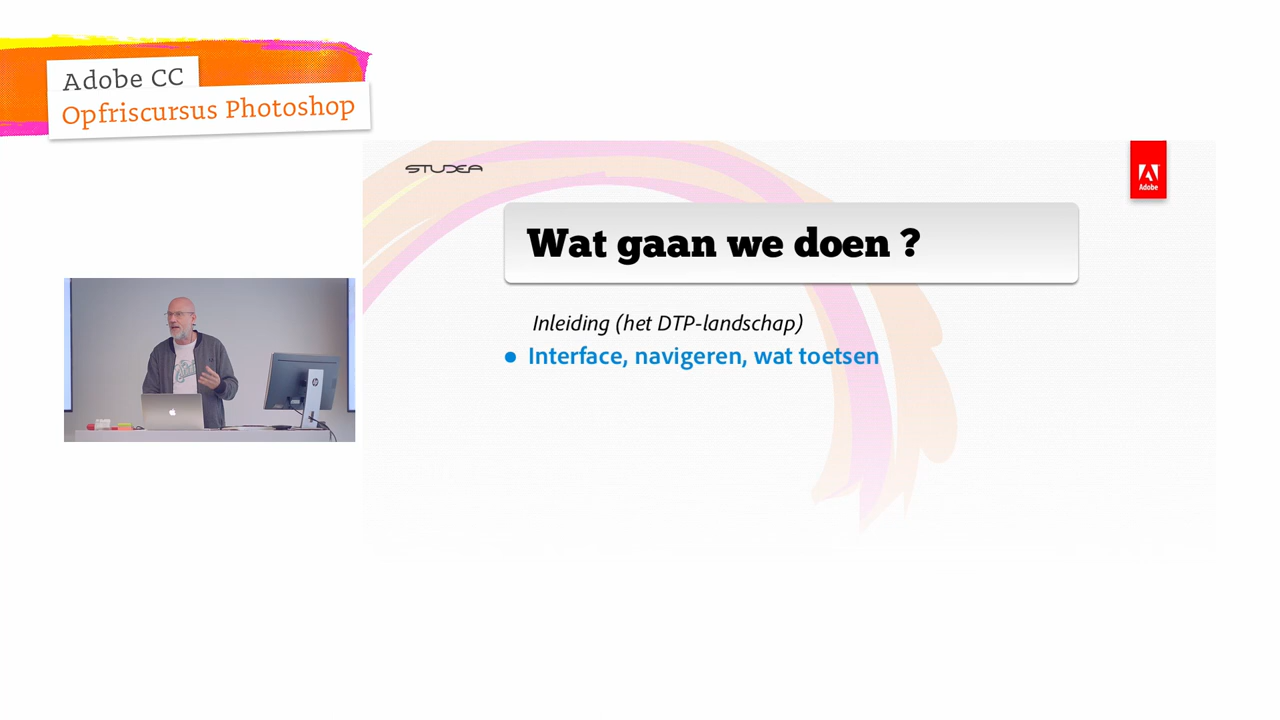 Adobe CC
Opfriscursus Photoshop
STUDEA
Adobe
Wat gaan we doen ?
Inleiding (het DTP-landschap)
• Interface, navigeren, wat toetsen